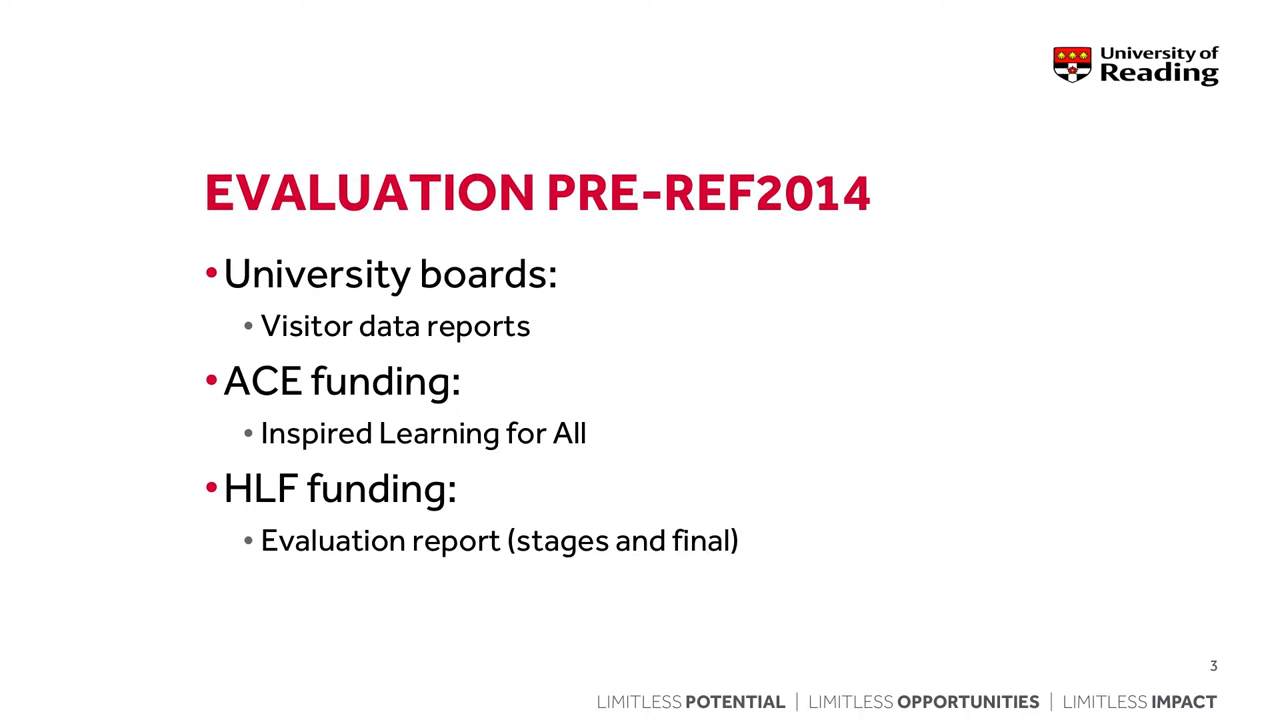 University of
Reading
EVALUATION PRE-REF2014
•University boards:
• Visitor data reports
•ACE funding:
• Inspired Learning for All
•HLF funding:
• Evaluation report (stages and final)
3
LIMITLESS POTENTIAL | LIMITLESS OPPORTUNITIES | LIMITLESS IMPACT